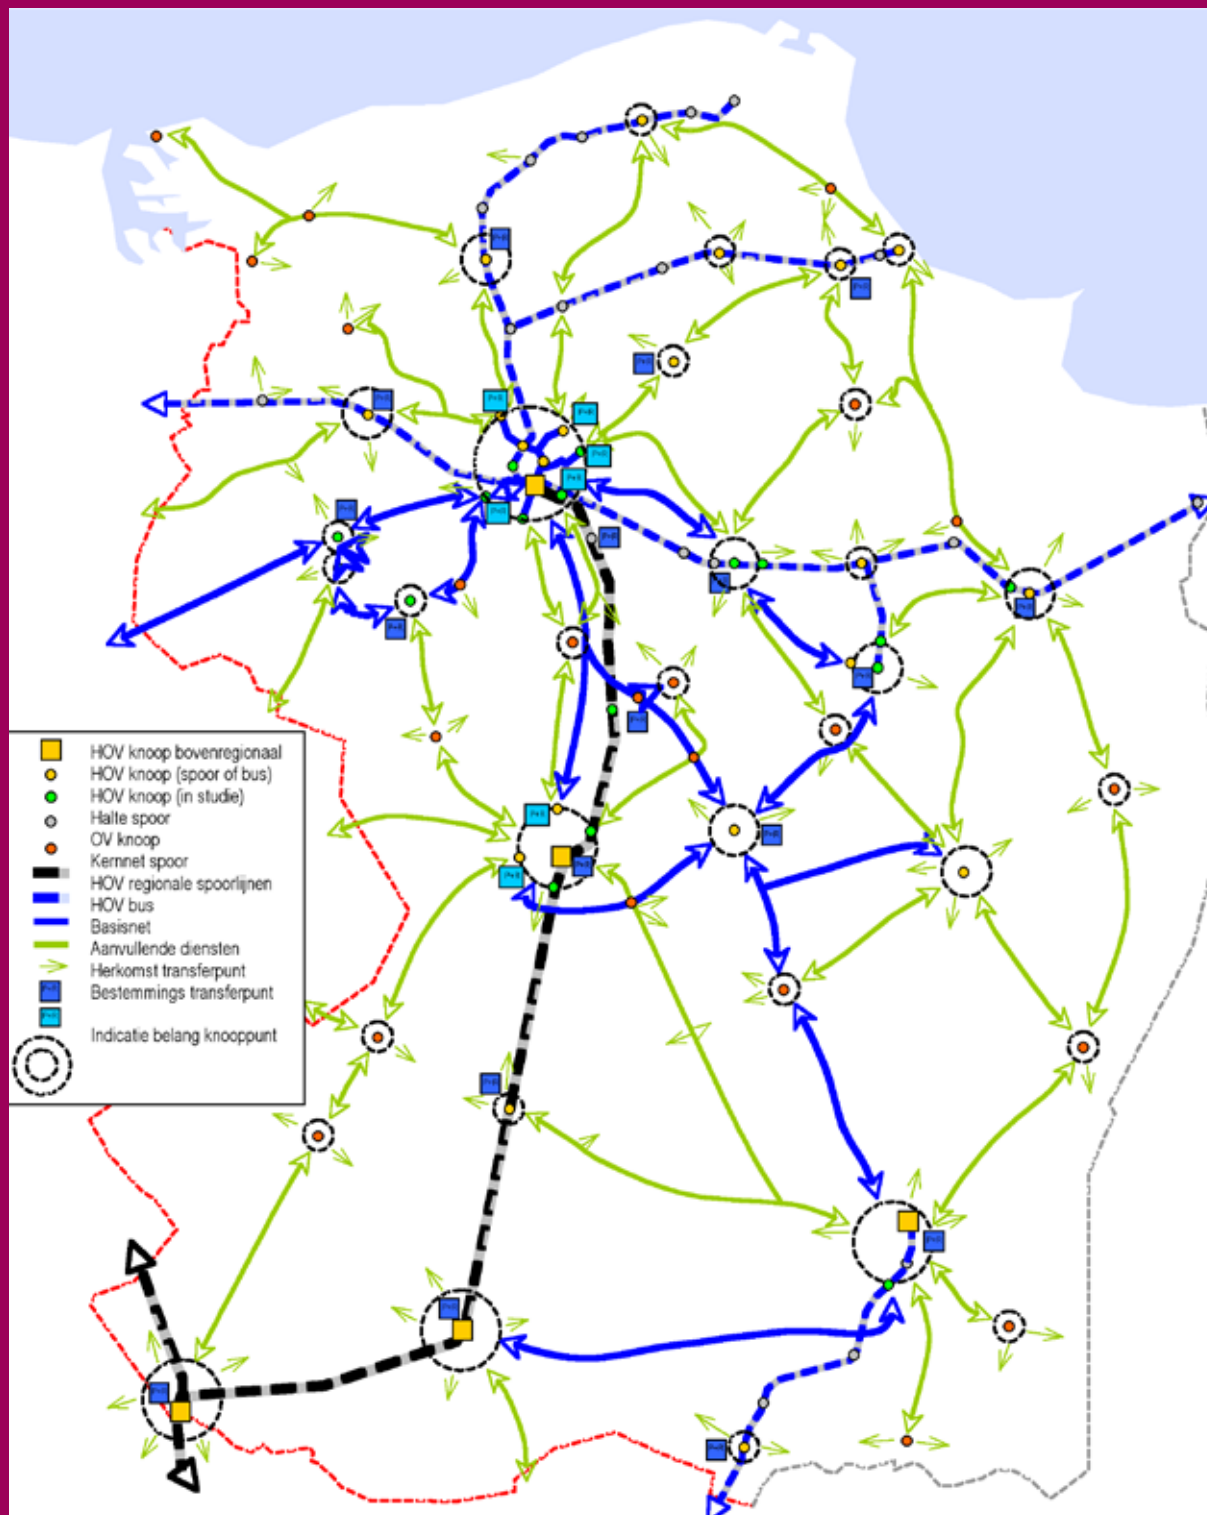 HOV knoop bovenregionaal
HOV knoop (spoor of bus)
HOV knoop (in studie)
Halte spoor
OV knoop
Kernnet spoor
HOV regionale spoorlijnen
HOV bus
Basisnet
Aanvullende diensten
Herkomst transferpunt
Bestemmings transferpunt
Indicatie belang knooppunt